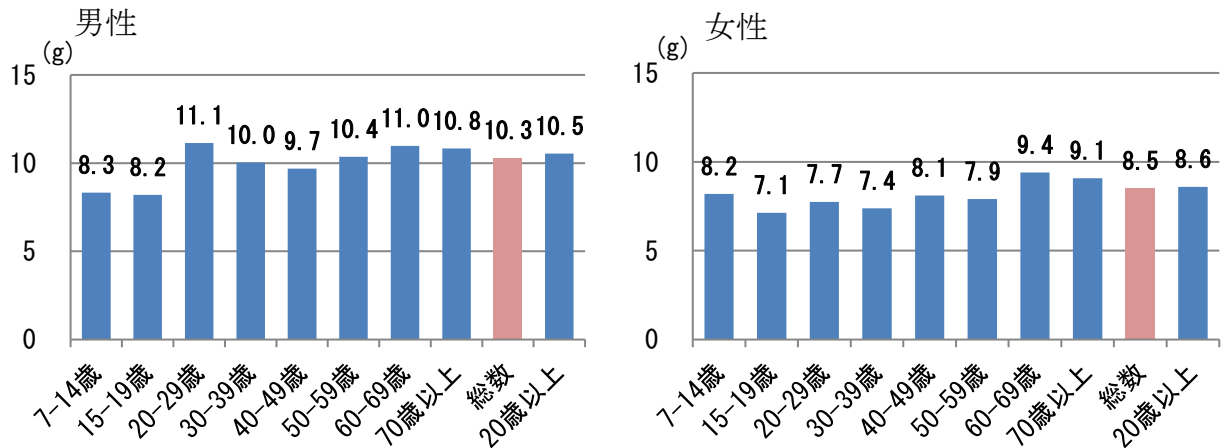 男性
(g)
15
10
5
0
8.3
8.2
11.1
10.0
9.7
10.4
11.0
10.8
10.3
10.5
7-14歳
15-19歳
20-29歳
30-39歳
40-49歳
50-59歳
60-69歳
70歳以上
総数
20歳以上
女性
(g)
15
10
5
0
8.2
7.1
7.7
7.4
8.1
7.9
9.4
9.1
8.5
8.6
7-14歳
15-19歳
20-29歳
30-39歳
40-49歳
50-59歳
60-69歳
70歳以上
総数
20歳以上